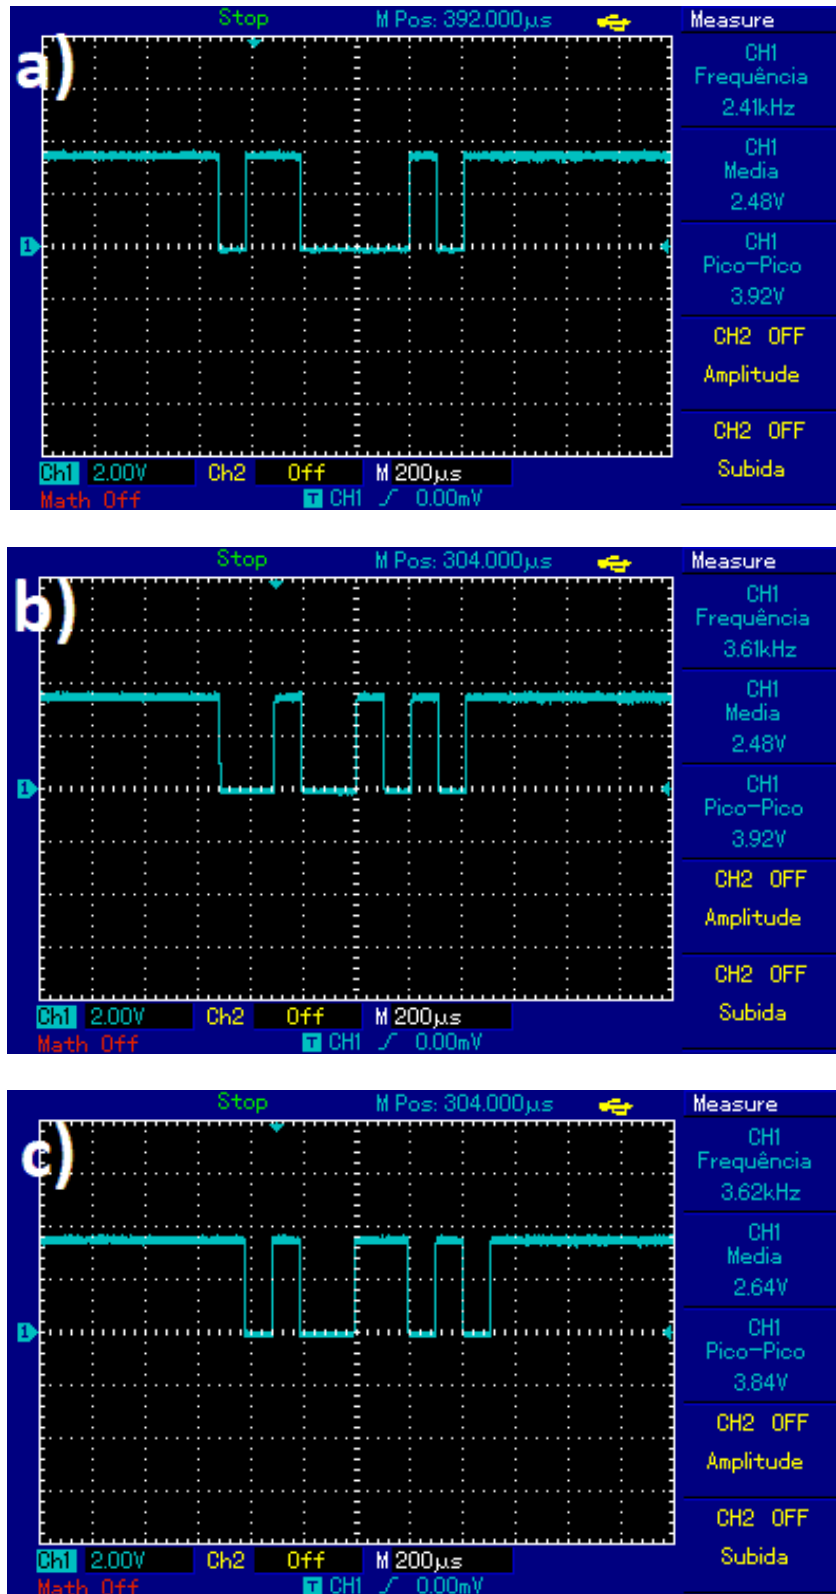 a)
Stop M Pos: 392.000µs Measure
CH1
Frequência
2.41kHz
CH1
Media
2.48V
1
CH1
Pico-Pico
3.92V
CH2 OFF
Amplitude
CH2 OFF
Subida
Ch1 2.00V Ch2 Off M 200µs
Math Off T CH1 0.00mV
b)
Stop M Pos: 304.000µs Measure
CH1
Frequência
3.61kHz
CH1
Media
2.48V
1
CH1
Pico-Pico
3.92V
CH2 OFF
Amplitude
CH2 OFF
Subida
Ch1 2.00V Ch2 Off M 200µs
Math Off T CH1 0.00mV
c)
Stop M Pos: 304.000µs Measure
CH1
Frequência
3.62kHz
CH1
Media
2.64V
1
CH1
Pico-Pico
3.84V
CH2 OFF
Amplitude
CH2 OFF
Subida
Ch1 2.00V Ch2 Off M 200µs
Math Off T CH1 0.00mV